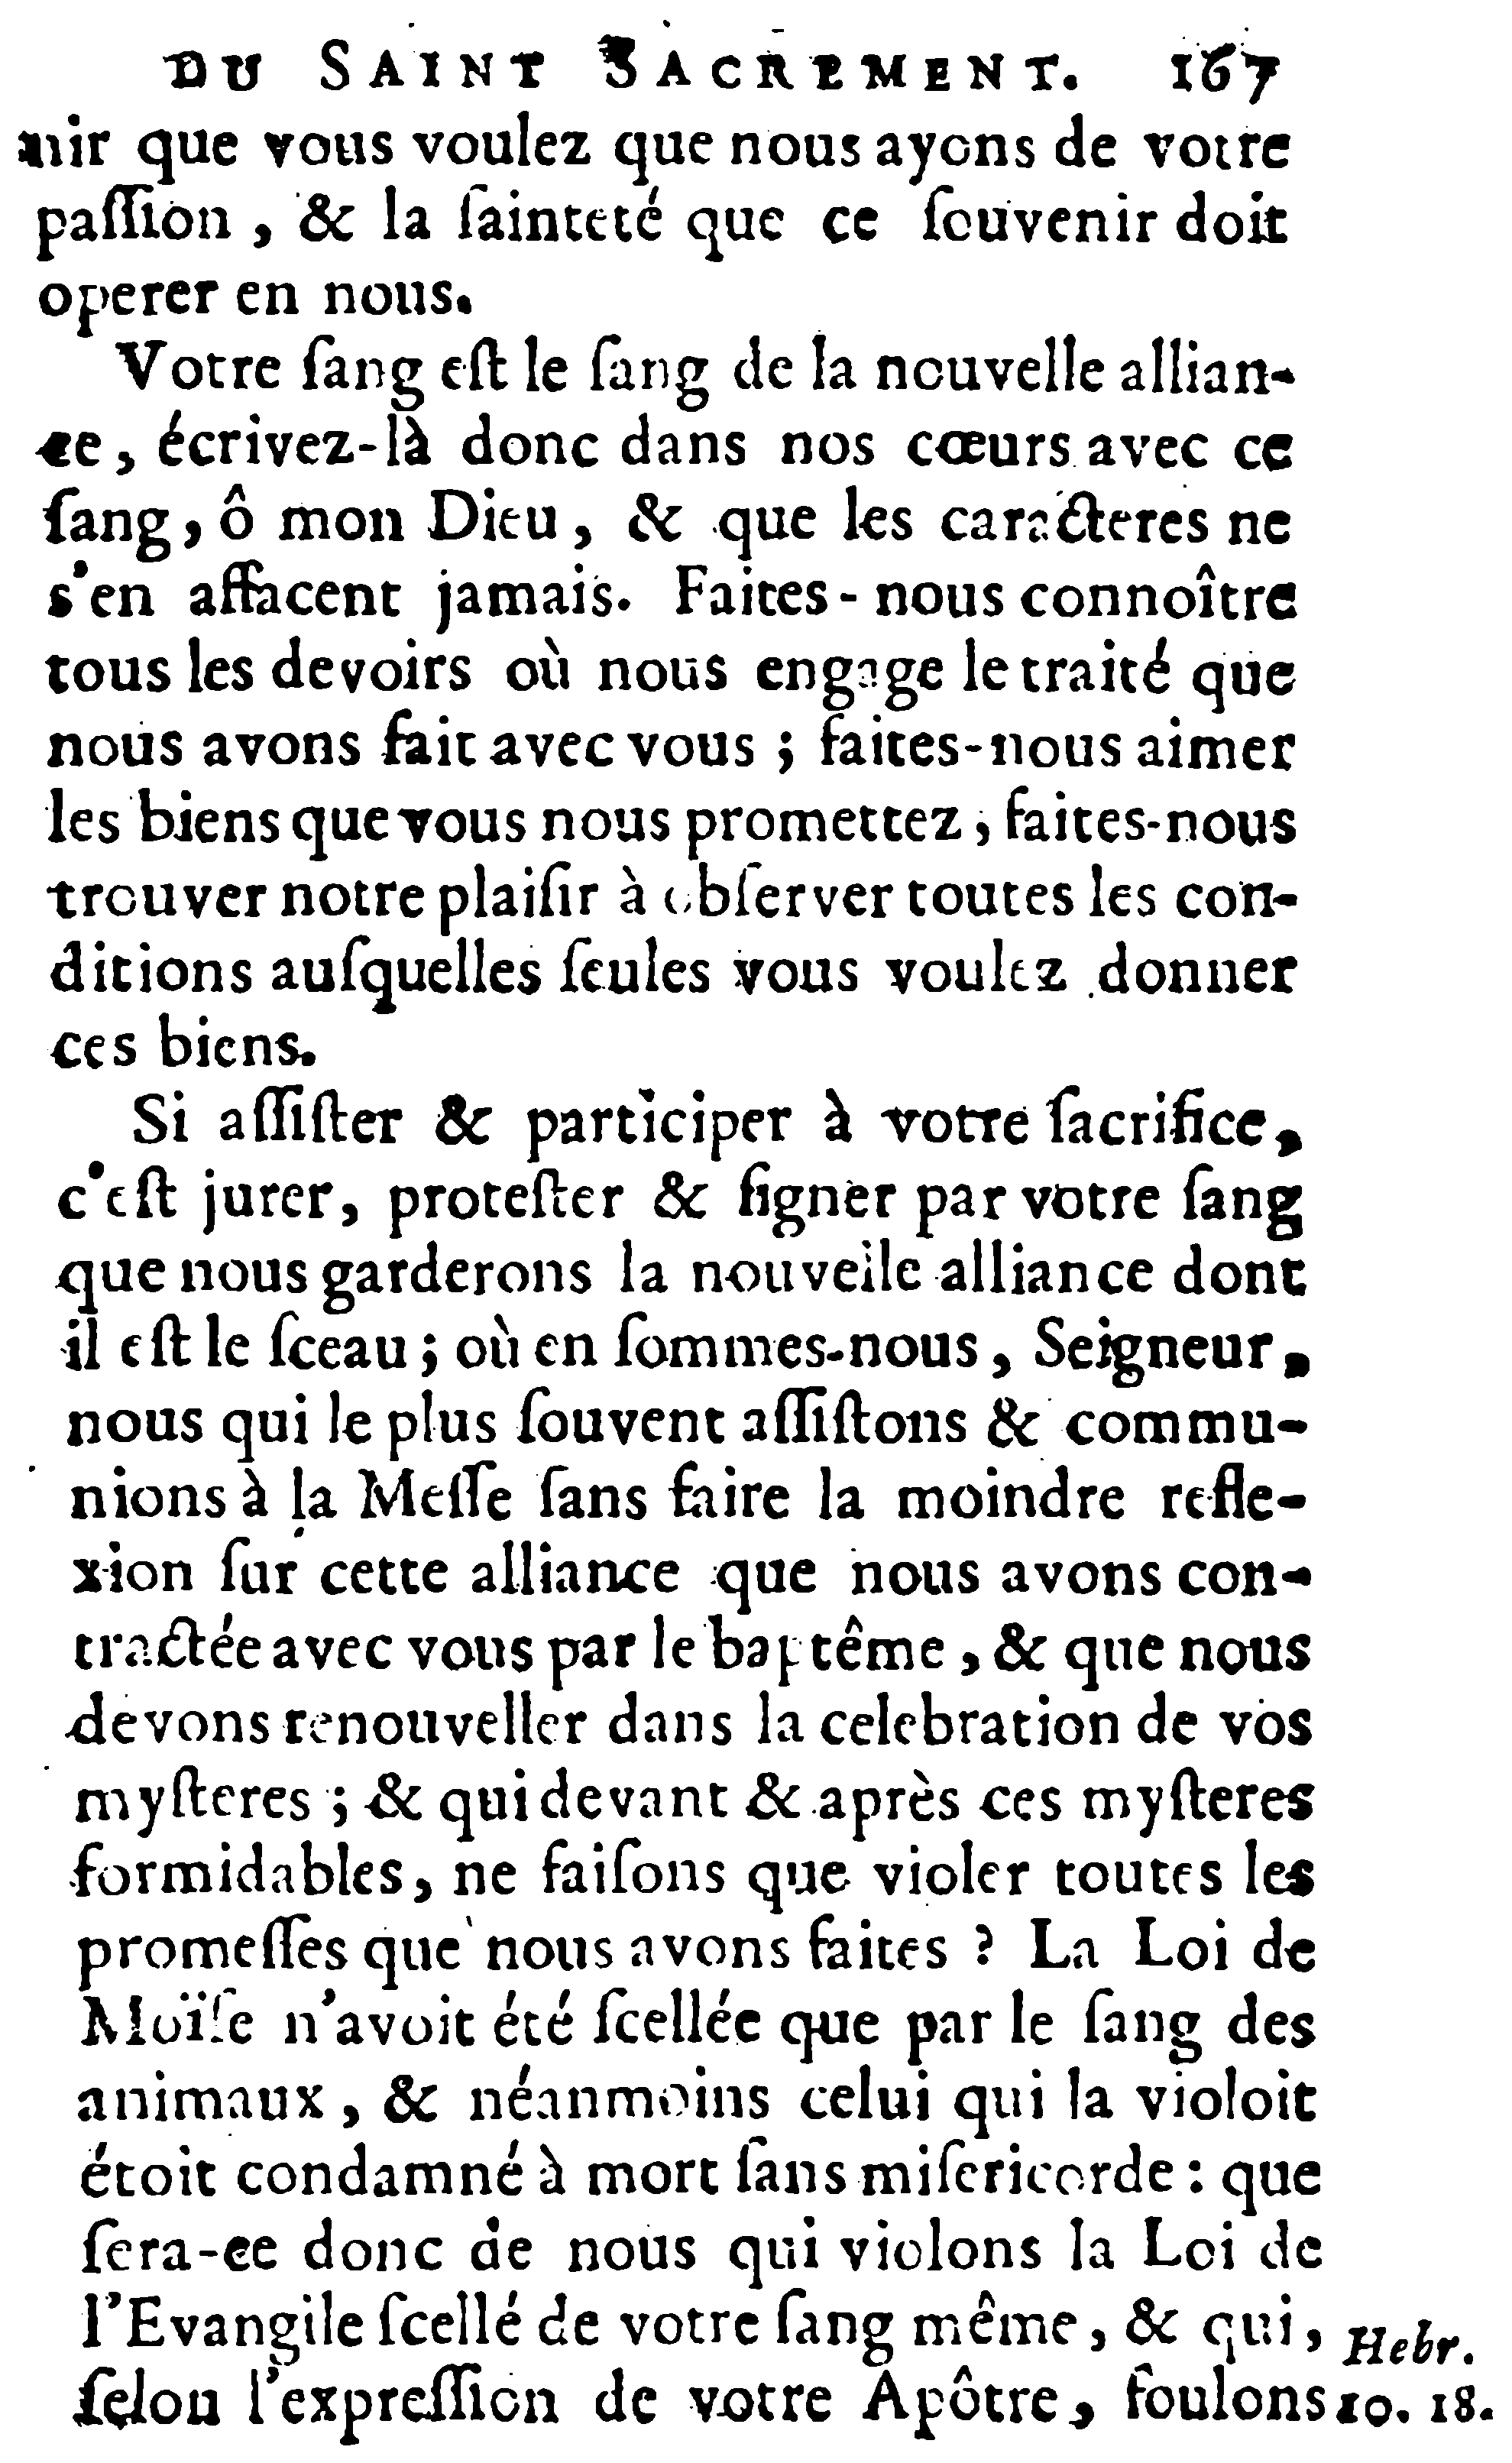 DU SAINT SACREMENT. 167
nir que vous voulez que nous ayons de votre
paſſion, & la ſainteté que ce ſouvenir doit
operer en nous.
Votre ſang eſt le ſang de la nouvelle allian-
ce, écrivez-là donc dans nos cœurs avec ce
ſang, ô mon Dieu, & que les caracteres ne
s'en affacent jamais. Faites-nous connoître
tous les devoirs où nous engage le traité que
nous avons fait avec vous ; faites-nous aimer
les biens que vous nous promettez ; faites-nous
trouver notre plaiſir à obſerver toutes les con-
ditions auſquelles ſeules vous voulez donner
ces biens.
Si aſſiſter & participer à votre ſacrifice,
c'eſt jurer, proteſter & ſigner par votre ſang
que nous garderons la nouvelle alliance dont
il eſt le ſceau ; où en ſommes-nous, Seigneur,
nous qui le plus ſouvent aſſiſtons & commu-
nions à la Meſſe ſans faire la moindre refle-
xion ſur cette alliance que nous avons con-
tractée avec vous par le baptême, & que nous
devons renouveller dans la celebration de vos
myſteres ; & qui devant & après ces myſteres
formidables, ne faiſons que violer toutes les
promeſſes que nous avons faites ? La Loi de
Moïſe n'avoit été ſcellée que par le ſang des
animaux, & néanmoins celui qui la violoit
étoit condamné à mort ſans miſericorde : que
ſera-ce donc de nous qui violons la Loi de
l'Evangile ſcellé de votre ſang même, & qui, Hebr.
ſelon l'expreſſion de votre Apôtre, foulons 10. 18.